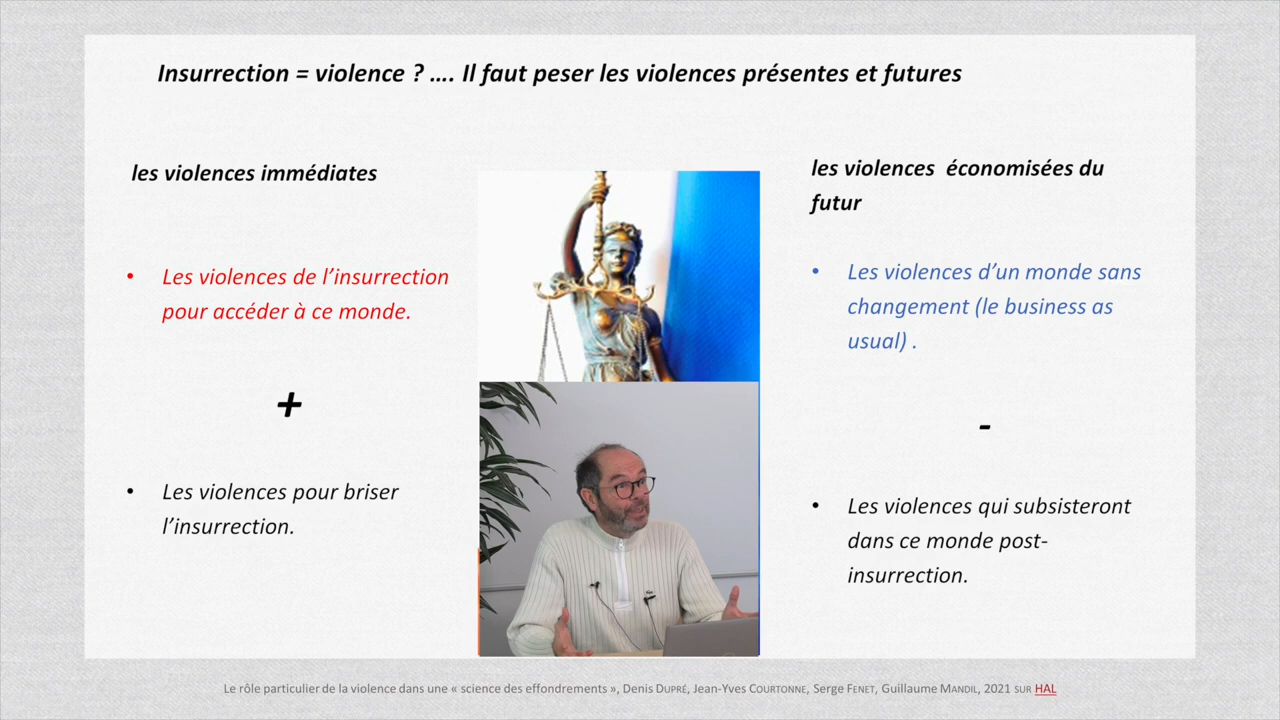 Insurrection = violence ? .... Il faut peser les violences présentes et futures
les violences immédiates
• Les violences de l’insurrection
pour accéder à ce monde.
+
• Les violences pour briser
l’insurrection.
les violences  économisées du
futur
• Les violences d’un monde sans
changement (le business as
usual) .
-
• Les violences qui subsisteront
dans ce monde post-
insurrection.
Le rôle particulier de la violence dans une « science des effondrements », Denis DUPRÉ, Jean-Yves COURTONNE, Serge FENET, Guillaume MANDIL, 2021 SUR HAL